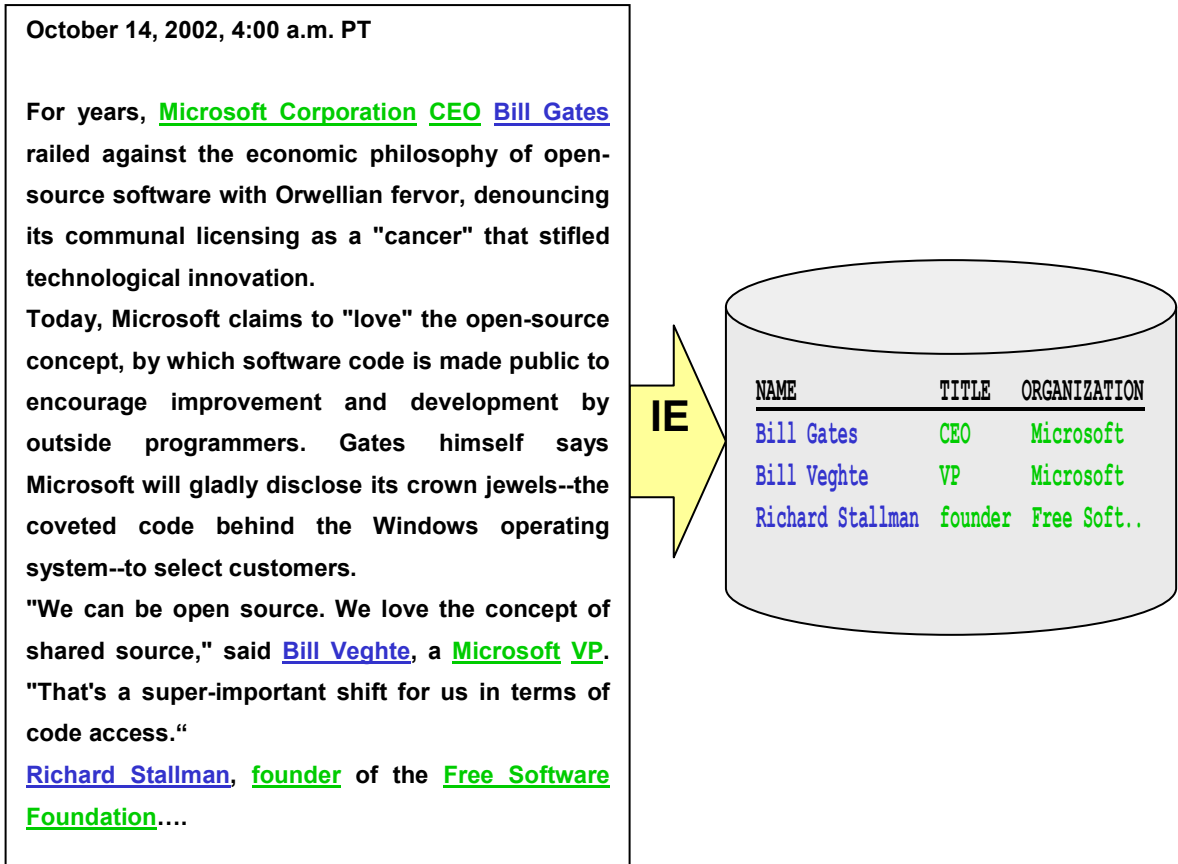 October 14, 2002, 4:00 a.m. PT
For years, Microsoft Corporation CEO Bill Gates
railed against the economic philosophy of open-
source software with Orwellian fervor, denouncing
its communal licensing as a "cancer" that stifled
technological innovation.
Today, Microsoft claims to "love" the open-source
concept, by which software code is made public to
encourage improvement and development by
outside programmers. Gates himself says
Microsoft will gladly disclose its crown jewels--the
coveted code behind the Windows operating
system--to select customers.
"We can be open source. We love the concept of
shared source," said Bill Veghte, a Microsoft VP.
"That's a super-important shift for us in terms of
code access.“
Richard Stallman, founder of the Free Software
Foundation….
IE
NAME TITLE ORGANIZATION
Bill Gates CEO Microsoft
Bill Veghte VP Microsoft
Richard Stallman founder Free Soft..